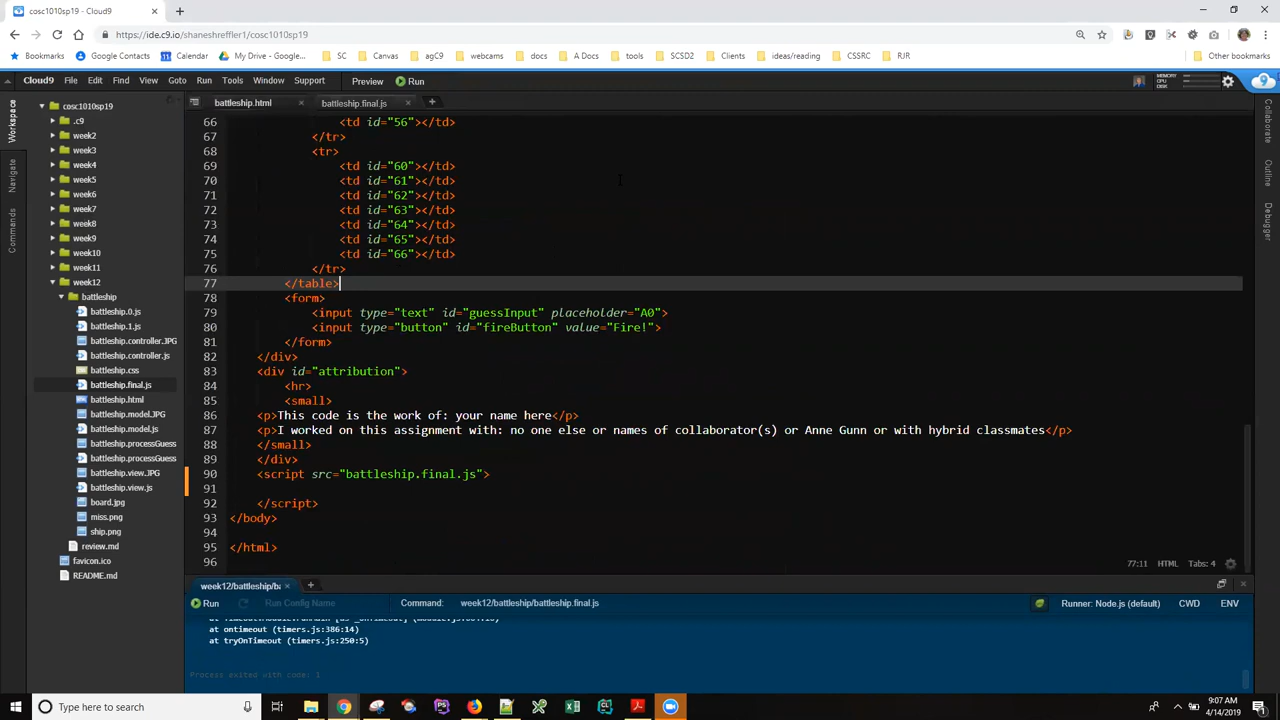 cosc1010sp19 - Cloud9
https://ide.c9.io/shaneshreffler1/cosc1010sp19
Bookmarks Google Contacts Calendar My Drive - Google... SC Canvas agC9 webcams docs A Docs tools SCSD2 Clients ideas/reading CSSRC RJR Other bookmarks
Cloud9 File Edit Find View Goto Run Tools Window Support Preview Run
MEMORY
CPU
DISK
Workspace
Navigate
Commands
cosc1010sp19
.c9
week2
week3
week4
week5
week6
week7
week8
week9
week10
week11
week12
battleship
battleship.0.js
battleship.1.js
battleship.controller.JPG
battleship.controller.js
battleship.css
battleship.final.js
battleship.html
battleship.model.JPG
battleship.model.js
battleship.processGuess
battleship.processGuess
battleship.view.JPG
battleship.view.js
board.jpg
miss.png
ship.png
review.md
favicon.ico
README.md
battleship.html battleship.final.js
66 <td id="56"></td>
67 </tr>
68 <tr>
69 <td id="60"></td>
70 <td id="61"></td>
71 <td id="62"></td>
72 <td id="63"></td>
73 <td id="64"></td>
74 <td id="65"></td>
75 <td id="66"></td>
76 </tr>
77 </table>
78 <form>
79 <input type="text" id="guessInput" placeholder="A0">
80 <input type="button" id="fireButton" value="Fire!">
81 </form>
82 </div>
83 <div id="attribution">
84 <hr>
85 <small>
86 <p>This code is the work of: your name here</p>
87 <p>I worked on this assignment with: no one else or names of collaborator(s) or Anne Gunn or with hybrid classmates</p>
88 </small>
89 </div>
90 <script src="battleship.final.js">
91
92 </script>
93 </body>
94
95 </html>
96
77:11 HTML Tabs: 4
Collaborate
Outline
Debugger
week12/battleship/ba
Run Run Config Name Command: week12/battleship/battleship.final.js Runner: Node.js (default) CWD ENV
at ontimeout (timers.js:386:14)
at tryOnTimeout (timers.js:250:5)
Process exited with code: 1
Type here to search
9:07 AM
4/14/2019